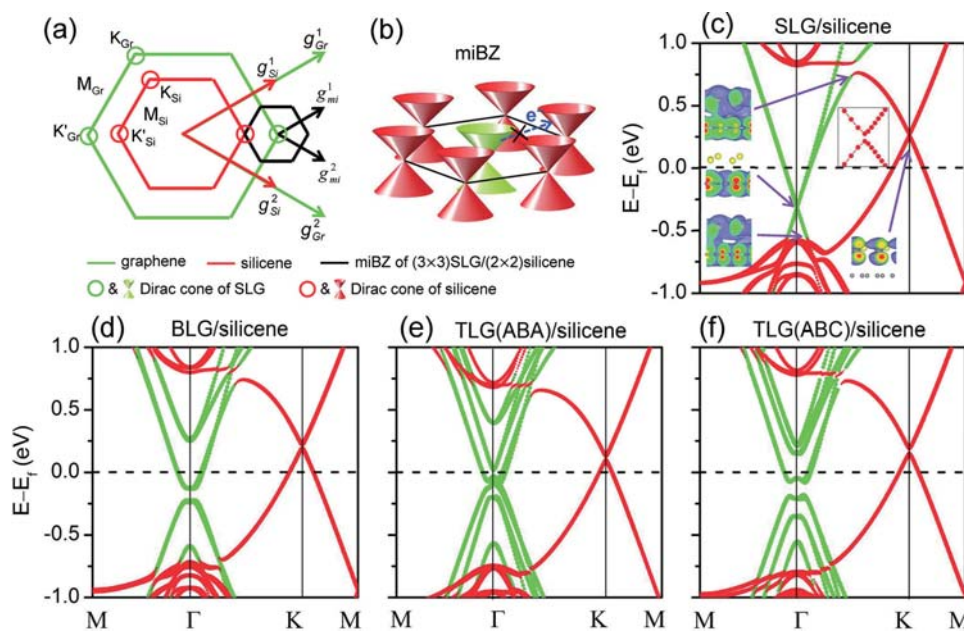 (a)
K_Gr
M_Gr
K'_Gr
K_Si
M_Si
K'_Si
g^1_Gr
g^1_Si
g^1_mi
g^2_mi
g^2_Si
g^2_Gr
(b)
miBZ
e
graphene silicene miBZ of (3×3)SLG/(2×2)silicene
& Dirac cone of SLG & Dirac cone of silicene
(c) SLG/silicene
1.0
0.5
0.0
-0.5
-1.0
E−E_f (eV)
M Γ K M
(d) BLG/silicene
1.0
0.5
0.0
-0.5
-1.0
E−E_f (eV)
M Γ K M
(e) TLG(ABA)/silicene
M Γ K M
(f) TLG(ABC)/silicene
M Γ K M